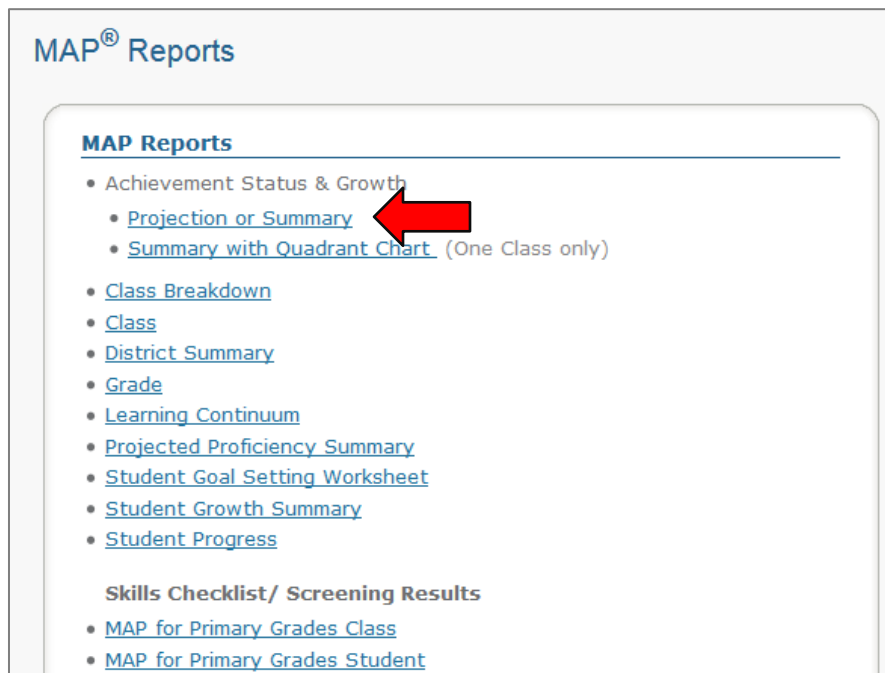 MAP® Reports
MAP Reports
• Achievement Status & Growth
• Projection or Summary
• Summary with Quadrant Chart (One Class only)
• Class Breakdown
• Class
• District Summary
• Grade
• Learning Continuum
• Projected Proficiency Summary
• Student Goal Setting Worksheet
• Student Growth Summary
• Student Progress
Skills Checklist/ Screening Results
• MAP for Primary Grades Class
• MAP for Primary Grades Student